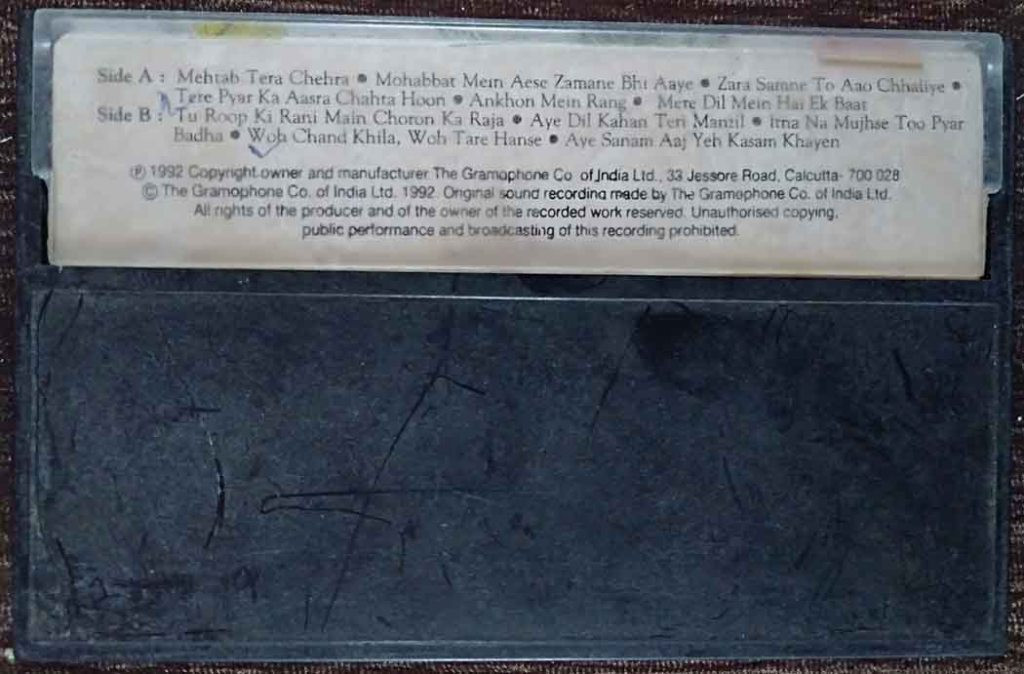 Side A : Mehtab Tera Chehra ● Mohabbat Mein Aese Zamane Bhi Aaye ● Zara Samne To Aao Chhaliye ●
Tere Pyar Ka Aasra Chahta Hoon ● Ankhon Mein Rang ● Mere Dil Mein Hai Ek Baat
Side B : Tu Roop Ki Rani Main Choron Ka Raja ● Aye Dil Kahan Teri Manzil ● Itna Na Mujhse Too Pyar
Badha ● Woh Chand Khila, Woh Tare Hanse ● Aye Sanam Aaj Yeh Kasam Khayen
℗ 1992 Copyright owner and manufacturer The Gramophone Co of India Ltd., 33 Jessore Road, Calcutta- 700 028
© The Gramophone Co. of India Ltd. 1992. Original sound recording made by The Gramophone Co. of India Ltd.
All rights of the producer and of the owner of the recorded work reserved. Unauthorised copying,
public performance and broadcasting of this recording prohibited.